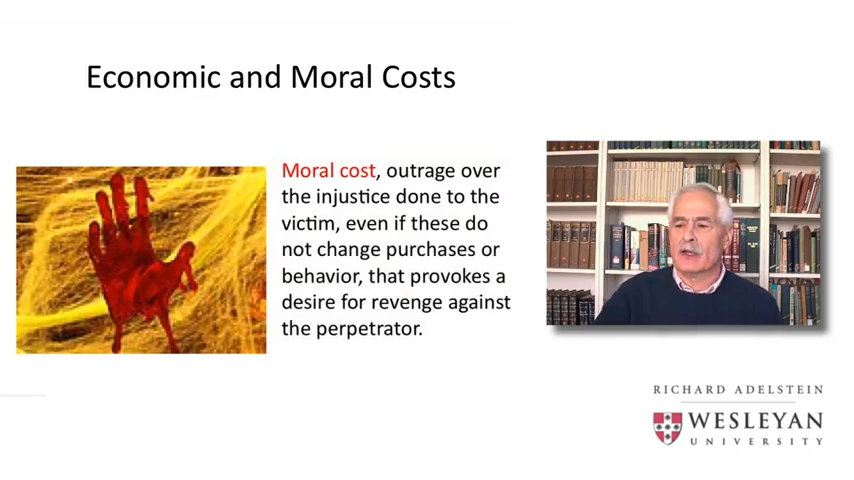 Economic and Moral Costs
Moral cost, outrage over
the injustice done to the
victim, even if these do
not change purchases or
behavior, that provokes a
desire for revenge against
the perpetrator.
RICHARD ADELSTEIN
WESLEYAN
UNIVERSITY